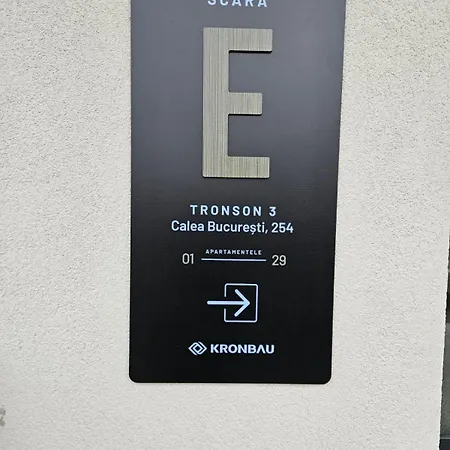 SCARA
E
TRONSON 3
Calea București, 254
APARTAMENTELE
01 29
KRONBAU